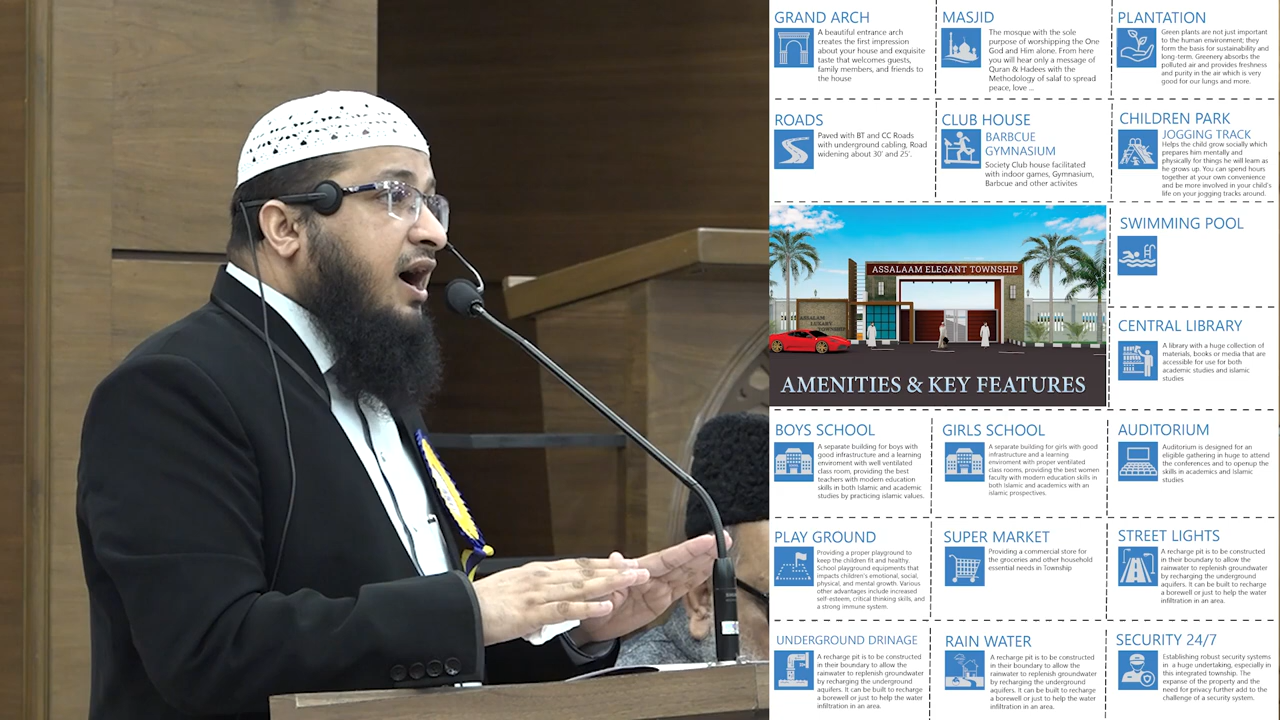 GRAND ARCH
A beautiful entrance arch
creates the first impression
about your house and exquisite
taste that welcomes guests,
family members, and friends to
the house
MASJID
The mosque with the sole
purpose of worshipping the One
God and Him alone. From here
you will hear only a message of
Quran & Hadees with the
Methodology of salaf to spread
peace, love ...
PLANTATION
Green plants are not just important
to the human environment; they
form the basis for sustainability and
long-term. Greenery absorbs the
polluted air and provides freshness
and purity in the air which is very
good for our lungs and more.
ROADS
Paved with BT and CC Roads
with underground cabling, Road
widening about 30' and 25'.
CLUB HOUSE
BARBCUE
GYMNASIUM
Society Club house facilitated
with indoor games, Gymnasium,
Barbcue and other activites
CHILDREN PARK
JOGGING TRACK
Helps the child grow socially which
prepares him mentally and
physically for things he will learn as
he grows up. You can spend hours
together at your own convenience
and be more involved in your child's
life on your jogging tracks around.
ASSALAAM ELEGANT TOWNSHIP
ASSALAAM
LUXURY
TOWNSHIP
AMENITIES & KEY FEATURES
SWIMMING POOL
CENTRAL LIBRARY
A library with a huge collection of
materials, books or media that are
accessible for use for both
academic studies and islamic
studies
BOYS SCHOOL
A separate building for boys with
good infrastructure and a learning
enviroment with well ventilated
class room, providing the best
teachers with modern education
skills in both Islamic and academic
studies by practicing islamic values.
GIRLS SCHOOL
A separate building for girls with good
infrastructure and a learning
enviroment with proper ventilated
class rooms, providing the best women
faculty with modern education skills in
both Islamic and academics with an
islamic prospectives.
AUDITORIUM
Auditorium is designed for an
eligible gathering in huge to attend
the conferences and to openup the
skills in academics and Islamic
studies
PLAY GROUND
Providing a proper playground to
keep the children fit and healthy.
School playground equipments that
impacts children's emotional, social,
physical, and mental growth. Various
other advantages include increased
self-esteem, critical thinking skills, and
a strong immune system.
SUPER MARKET
Providing a commercial store for
the groceries and other household
essential needs in Township
STREET LIGHTS
A recharge pit is to be constructed
in their boundary to allow the
rainwater to replenish groundwater
by recharging the underground
aquifers. It can be built to recharge
a borewell or just to help the water
infiltration in an area.
UNDERGROUND DRINAGE
A recharge pit is to be constructed
in their boundary to allow the
rainwater to replenish groundwater
by recharging the underground
aquifers. It can be built to recharge
a borewell or just to help the water
infiltration in an area.
RAIN WATER
A recharge pit is to be constructed
in their boundary to allow the
rainwater to replenish groundwater
by recharging the underground
aquifers. It can be built to recharge
a borewell or just to help the water
infiltration in an area.
SECURITY 24/7
Establishing robust security systems
in a huge undertaking, especially in
this integrated township. The
expanse of the property and the
need for privacy further add to the
challenge of a security system.